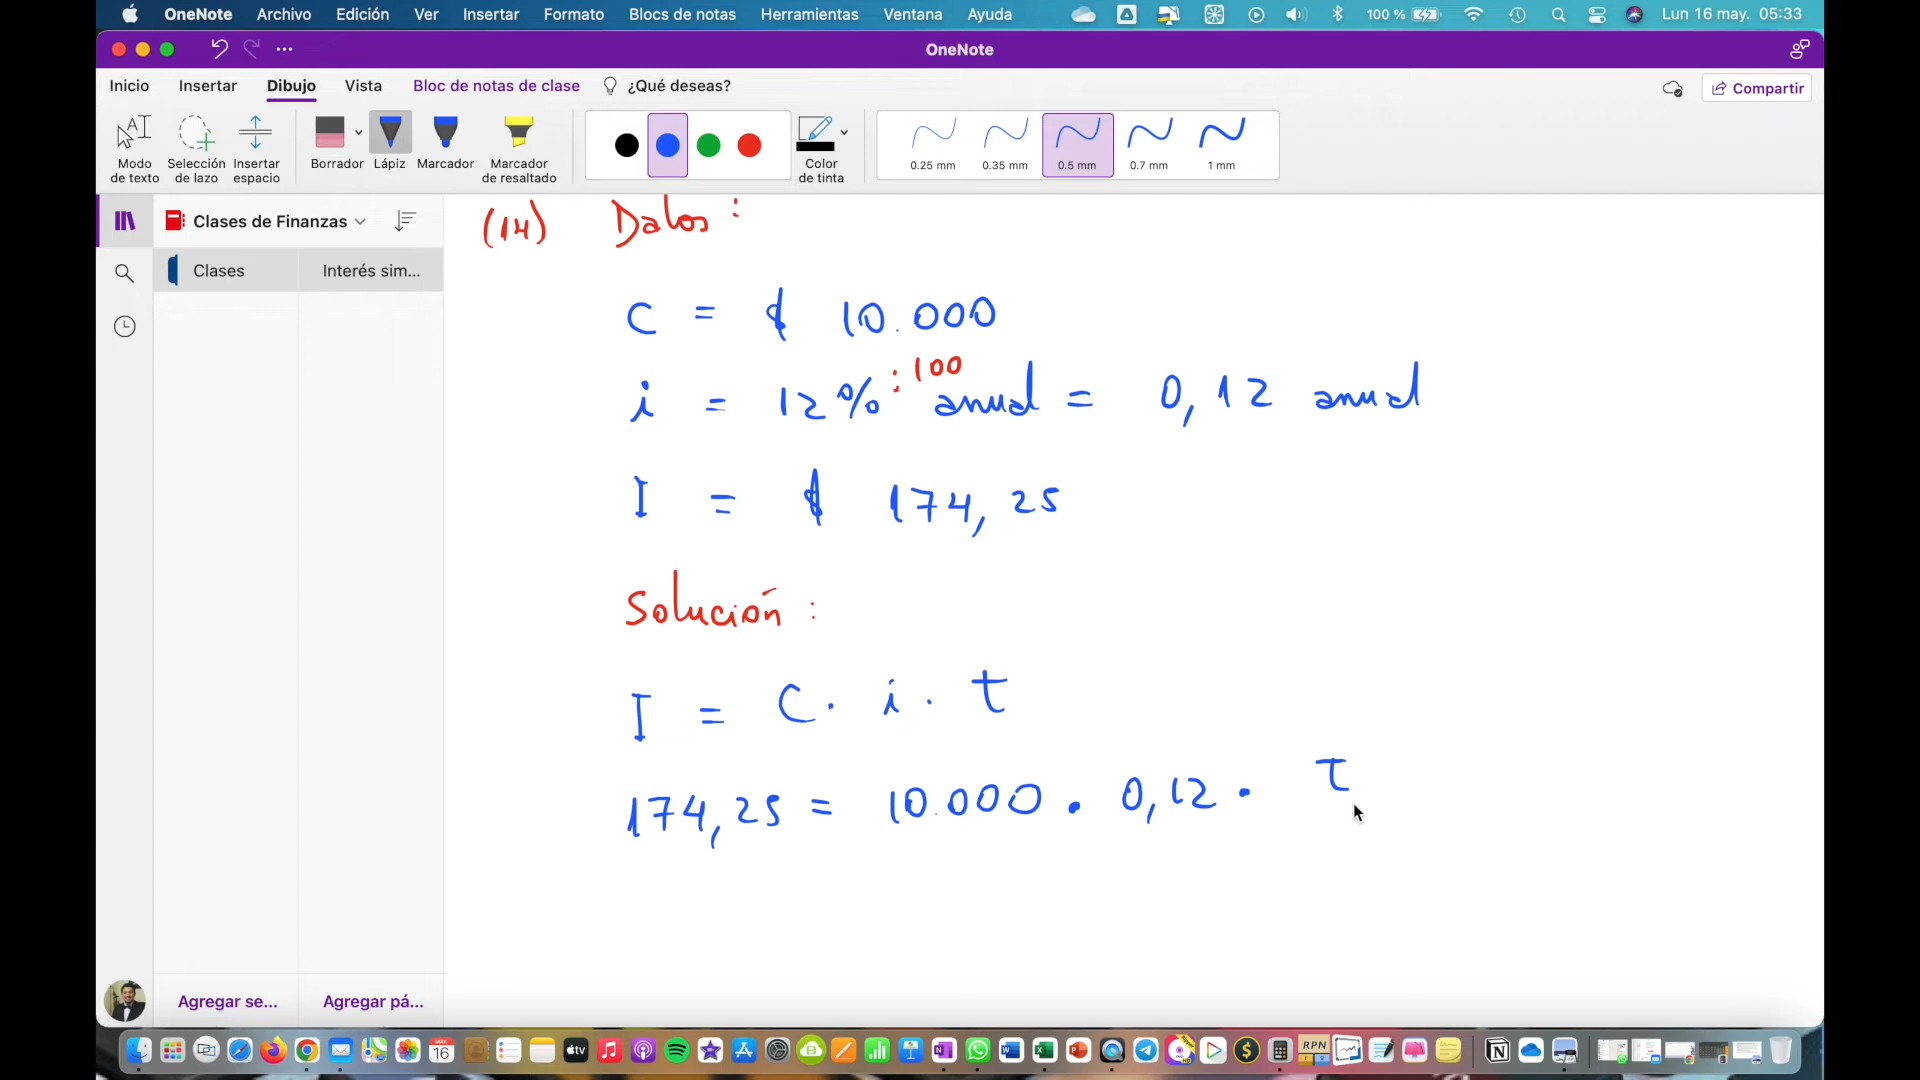 OneNote Archivo Edición Ver Insertar Formato Blocs de notas Herramientas Ventana Ayuda 100 % Lun 16 may. 05:33
OneNote
Inicio Insertar Dibujo Vista Bloc de notas de clase ¿Qué deseas? Compartir
Modo de texto
Selección de lazo
Insertar espacio
Borrador
Lápiz
Marcador
Marcador de resaltado
Color de tinta
0.25 mm 0.35 mm 0.5 mm 0.7 mm 1 mm
Clases de Finanzas
Clases Interés sim...
(14) Datos :
C = $ 10.000
i = 12% :100 anual = 0,12 anual
I = $ 174,25
Solución :
I = C . i . t
174,25 = 10.000 . 0,12 . t
Agregar se... Agregar pá...
MAY 16
tv
RPN